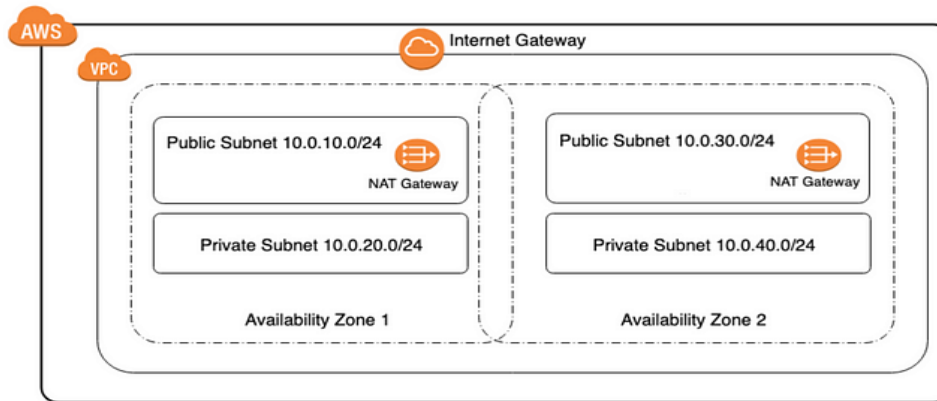 AWS
Internet Gateway
VPC
Public Subnet 10.0.10.0/24
NAT Gateway
Private Subnet 10.0.20.0/24
Availability Zone 1
Public Subnet 10.0.30.0/24
NAT Gateway
Private Subnet 10.0.40.0/24
Availability Zone 2